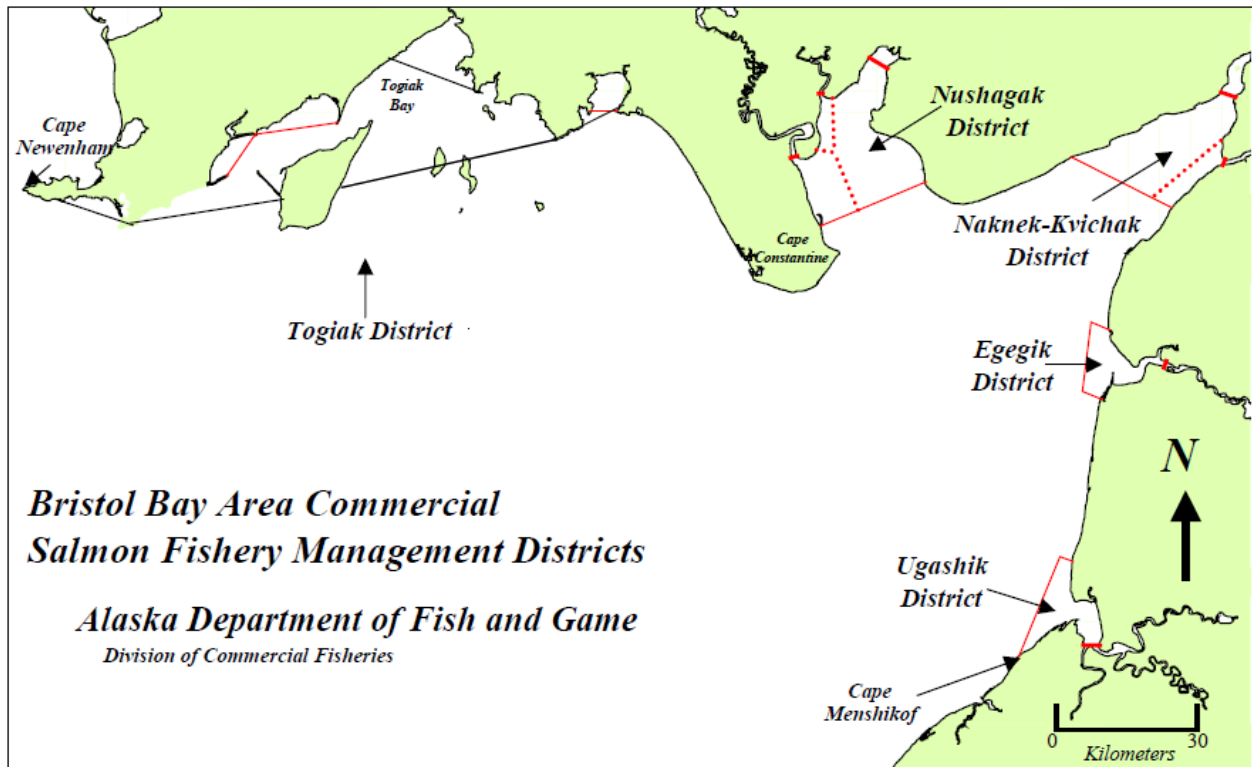 Togiak
Bay
Cape
Newenham
Nushagak
District
Naknek-Kvichak
District
Cape
Constantine
Togiak District
Egegik
District
N
Bristol Bay Area Commercial
Salmon Fishery Management Districts
Ugashik
District
Alaska Department of Fish and Game
Division of Commercial Fisheries
Cape
Menshikof
0 30
Kilometers